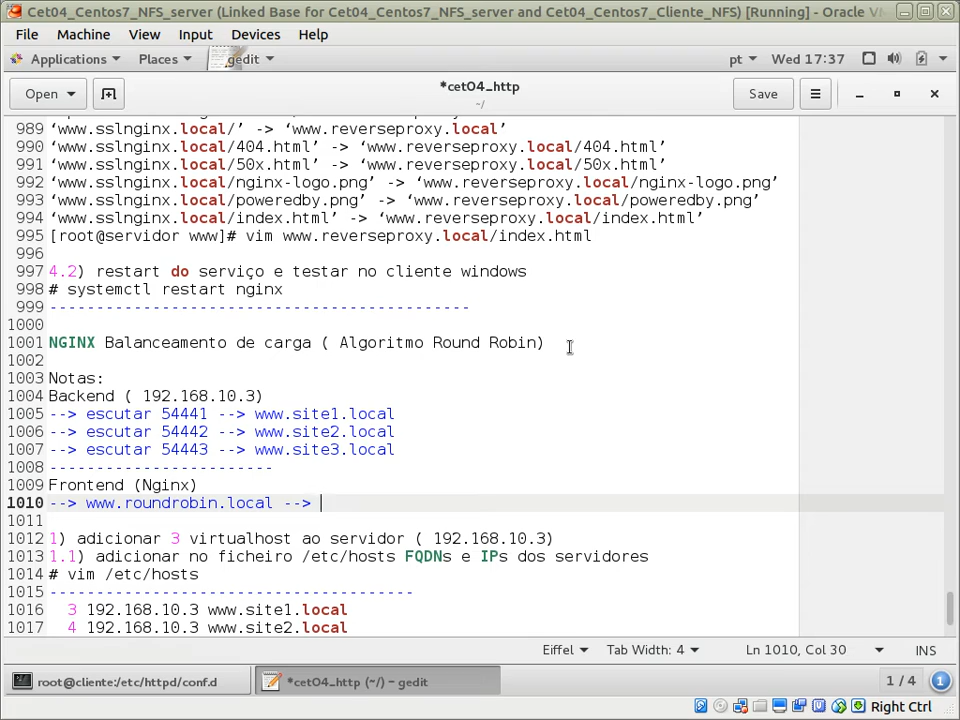 Cet04_Centos7_NFS_server (Linked Base for Cet04_Centos7_NFS_server and Cet04_Centos7_Cliente_NFS) [Running] - Oracle
File Machine View Input Devices Help
Applications Places gedit pt Wed 17:37
Open *cet04_http Save
~/
989 ‘www.sslnginx.local/’ -> ‘www.reverseproxy.local’
990 ‘www.sslnginx.local/404.html’ -> ‘www.reverseproxy.local/404.html’
991 ‘www.sslnginx.local/50x.html’ -> ‘www.reverseproxy.local/50x.html’
992 ‘www.sslnginx.local/nginx-logo.png’ -> ‘www.reverseproxy.local/nginx-logo.png’
993 ‘www.sslnginx.local/poweredby.png’ -> ‘www.reverseproxy.local/poweredby.png’
994 ‘www.sslnginx.local/index.html’ -> ‘www.reverseproxy.local/index.html’
995 [root@servidor www]# vim www.reverseproxy.local/index.html
996
997 4.2) restart do serviço e testar no cliente windows
998 # systemctl restart nginx
999 ---------------------------------------------
1000
1001 NGINX Balanceamento de carga ( Algoritmo Round Robin)
1002
1003 Notas:
1004 Backend ( 192.168.10.3)
1005 --> escutar 54441 --> www.site1.local
1006 --> escutar 54442 --> www.site2.local
1007 --> escutar 54443 --> www.site3.local
1008 ------------------------
1009 Frontend (Nginx)
1010 --> www.roundrobin.local -->
1011
1012 1) adicionar 3 virtualhost ao servidor ( 192.168.10.3)
1013 1.1) adicionar no ficheiro /etc/hosts FQDNs e IPs dos servidores
1014 # vim /etc/hosts
1015 ---------------------------------------
1016 3 192.168.10.3 www.site1.local
1017 4 192.168.10.3 www.site2.local
Eiffel Tab Width: 4 Ln 1010, Col 30 INS
root@cliente:/etc/httpd/conf.d *cet04_http (~/) - gedit 1 / 4 1
Right Ctrl